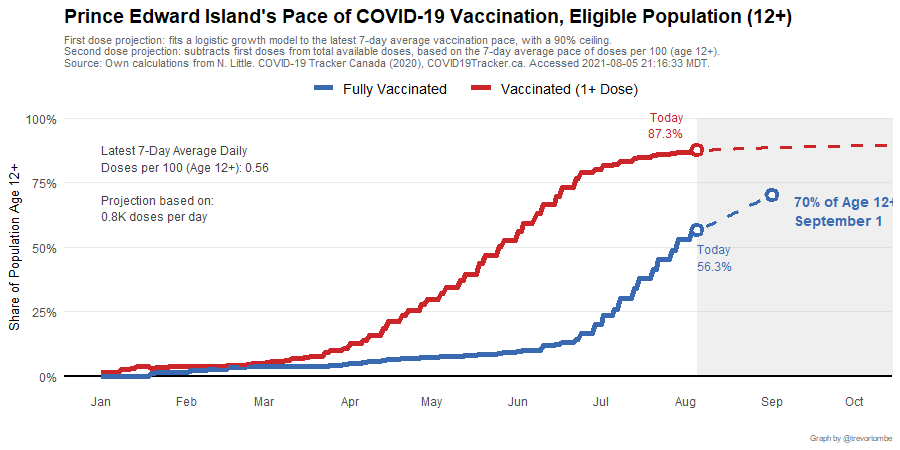 Prince Edward Island's Pace of COVID-19 Vaccination, Eligible Population (12+)
First dose projection: fits a logistic growth model to the latest 7-day average vaccination pace, with a 90% ceiling.
Second dose projection: subtracts first doses from total available doses, based on the 7-day average pace of doses per 100 (age 12+).
Source: Own calculations from N. Little. COVID-19 Tracker Canada (2020), COVID19Tracker.ca. Accessed 2021-08-05 21:16:33 MDT.
Fully Vaccinated
Vaccinated (1+ Dose)
Share of Population Age 12+
100%
75%
50%
25%
0%
Latest 7-Day Average Daily
Doses per 100 (Age 12+): 0.56
Projection based on:
0.8K doses per day
Today
87.3%
70% of Age 12+
September 1
Today
56.3%
Jan
Feb
Mar
Apr
May
Jun
Jul
Aug
Sep
Oct
Graph by @trevortombe